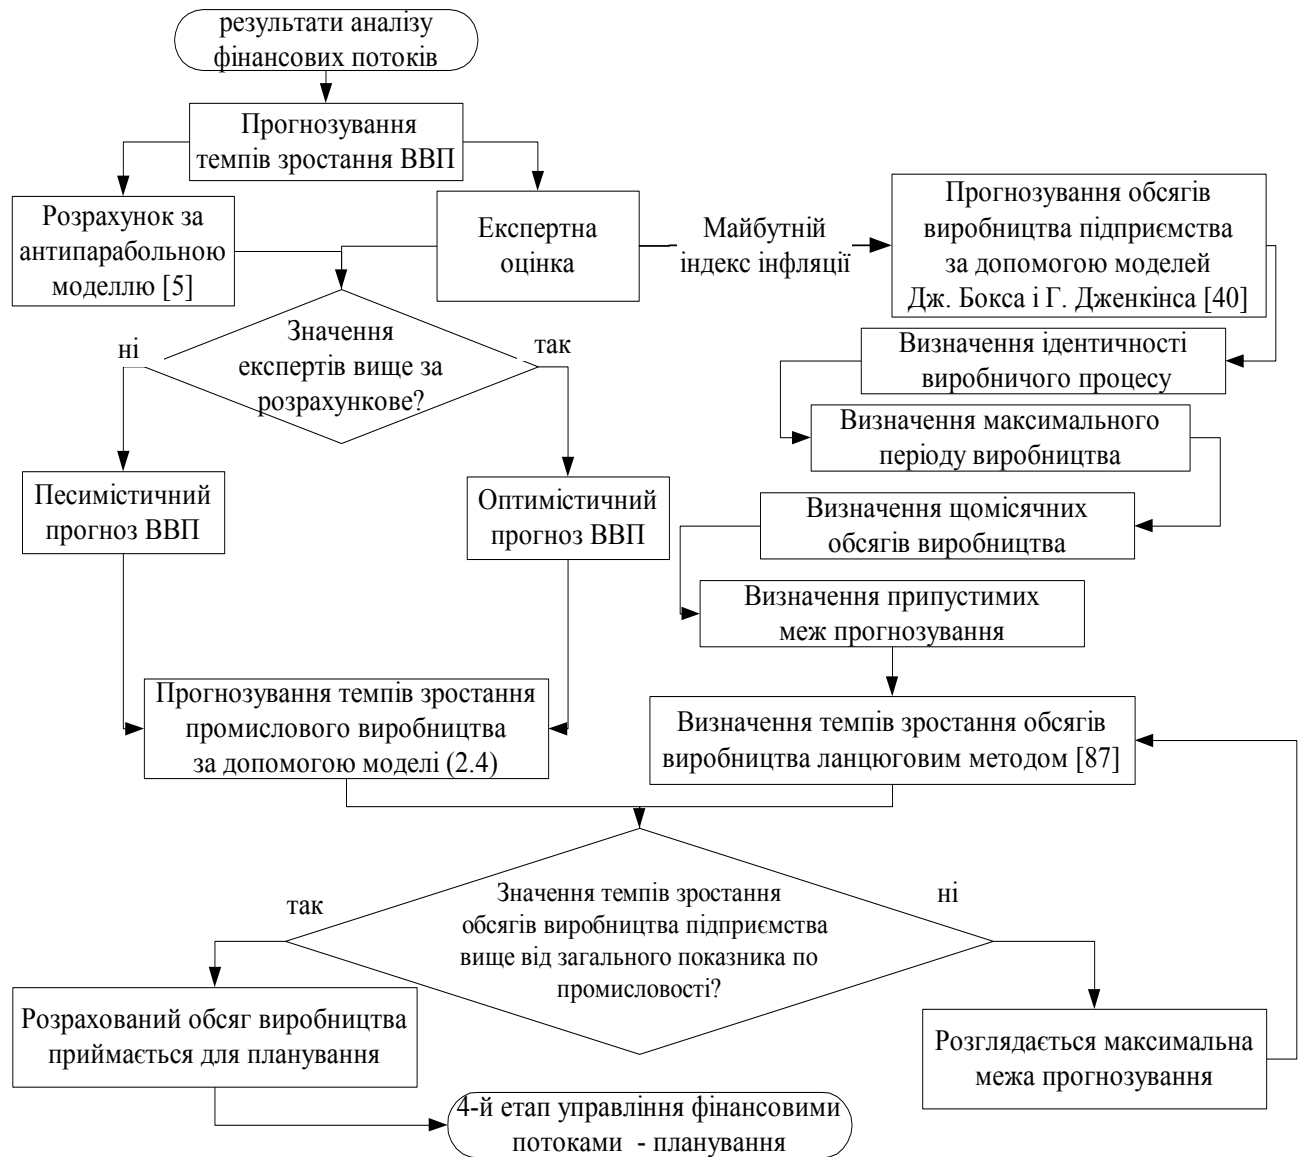 результати аналізу
фінансових потоків
Прогнозування
темпів зростання ВВП
Розрахунок за
антипарабольною
моделлю [5]
Експертна
оцінка
Майбутній
індекс інфляції
Прогнозування обсягів
виробництва підприємства
за допомогою моделей
Дж. Бокса і Г. Дженкінса [40]
Значення
експертів вище за
розрахункове?
ні
так
Визначення ідентичності
виробничого процесу
Визначення максимального
періоду виробництва
Песимістичний
прогноз ВВП
Оптимістичний
прогноз ВВП
Визначення щомісячних
обсягів виробництва
Визначення припустимих
меж прогнозування
Прогнозування темпів зростання
промислового виробництва
за допомогою моделі (2.4)
Визначення темпів зростання обсягів
виробництва ланцюговим методом [87]
Значення темпів зростання
обсягів виробництва підприємства
вище від загального показника по
промисловості?
так
ні
Розрахований обсяг виробництва
приймається для планування
Розглядається максимальна
межа прогнозування
4-й етап управління фінансовими
потоками - планування